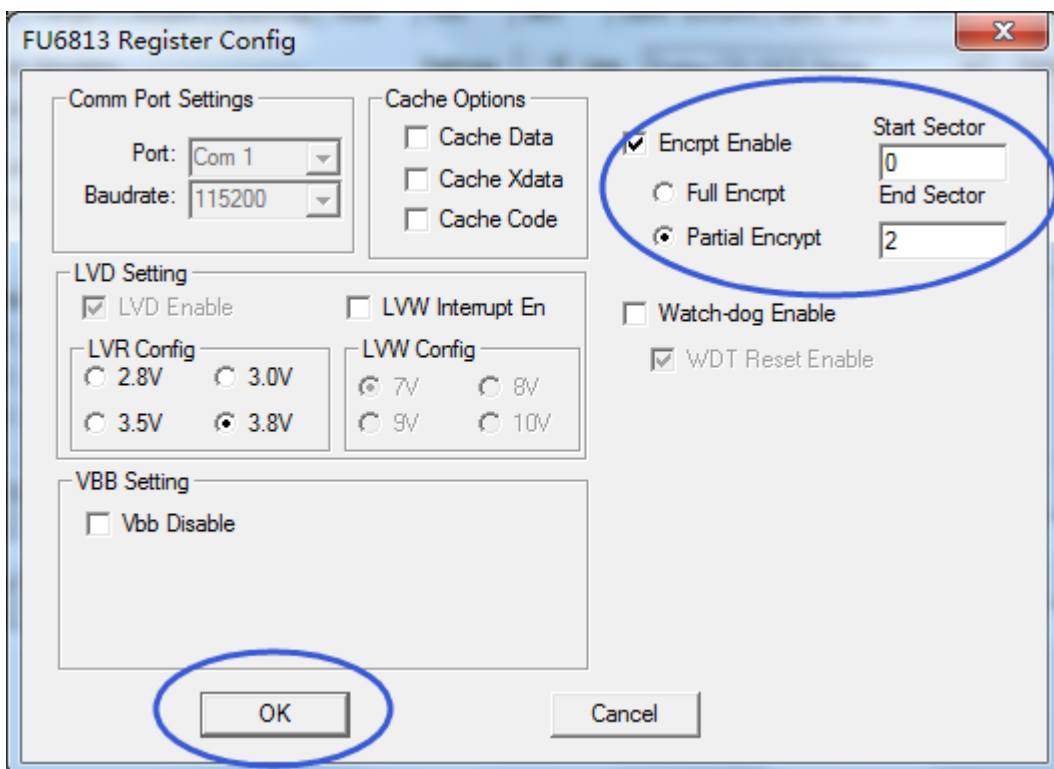 FU6813 Register Config
Comm Port Settings
Port: Com 1
Baudrate: 115200
Cache Options
Cache Data
Cache Xdata
Cache Code
Encrpt Enable
Full Encrpt
Partial Encrypt
Start Sector
0
End Sector
2
LVD Setting
LVD Enable
LVW Interrupt En
LVR Config
2.8V 3.0V
3.5V 3.8V
LVW Config
7V 8V
9V 10V
Watch-dog Enable
WDT Reset Enable
VBB Setting
Vbb Disable
OK Cancel